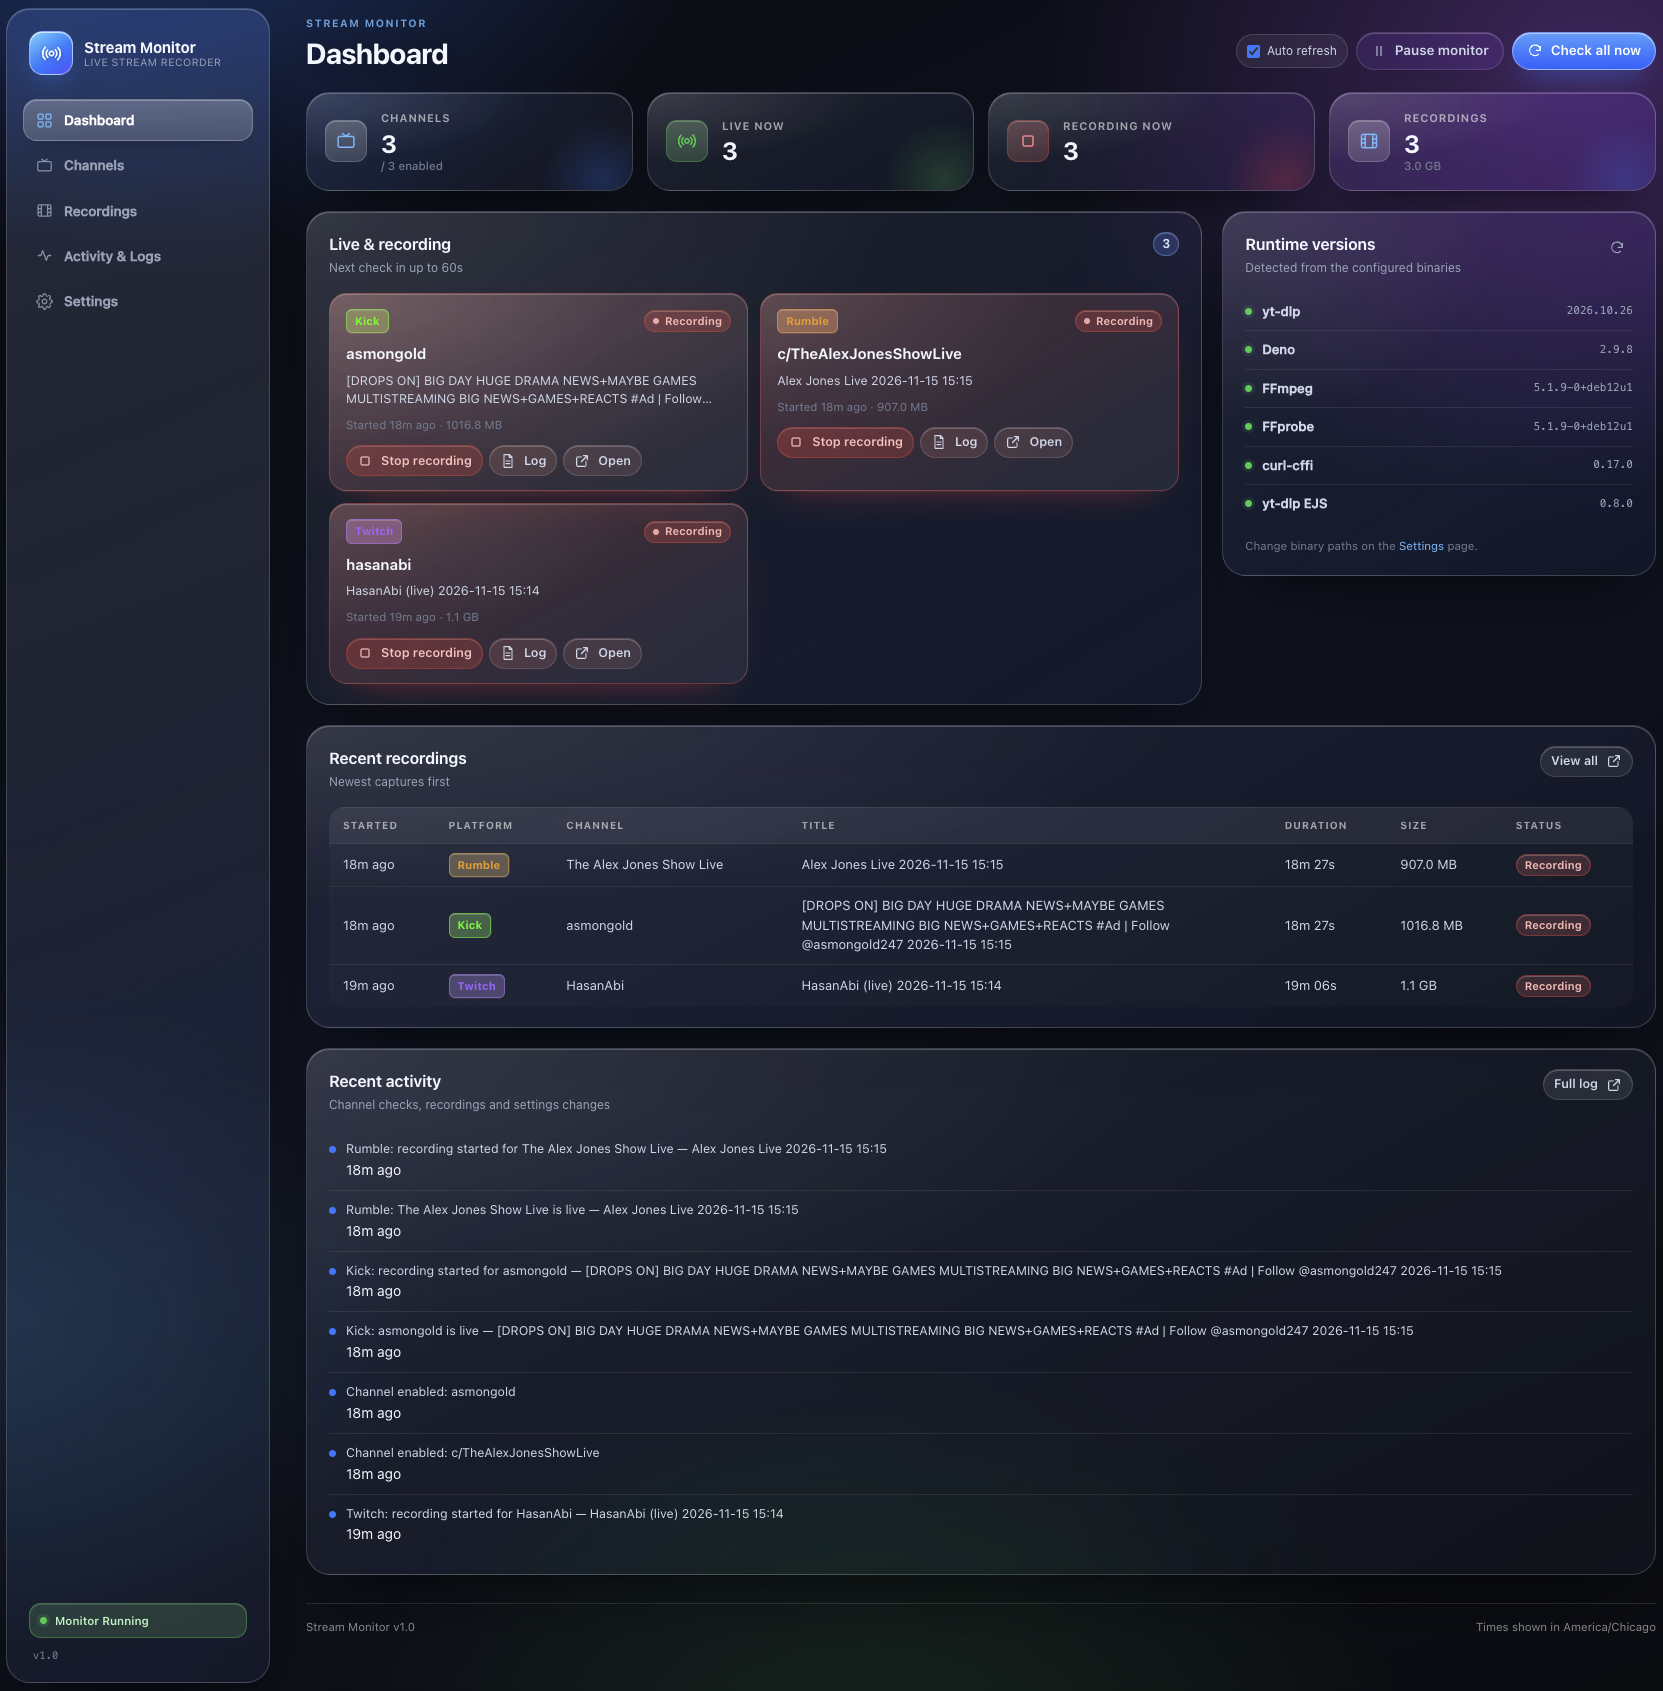 Stream Monitor
LIVE STREAM RECORDER
Dashboard
Channels
Recordings
Activity & Logs
Settings
Monitor Running
v1.0
STREAM MONITOR
Dashboard
Auto refresh
Pause monitor
Check all now
CHANNELS
3
/ 3 enabled
LIVE NOW
3
RECORDING NOW
3
RECORDINGS
3
3.0 GB
Live & recording
3
Next check in up to 60s
Kick
Recording
asmongold
[DROPS ON] BIG DAY HUGE DRAMA NEWS+MAYBE GAMES
MULTISTREAMING BIG NEWS+GAMES+REACTS #Ad | Follow...
Started 18m ago · 1016.8 MB
Stop recording
Log
Open
Rumble
Recording
c/TheAlexJonesShowLive
Alex Jones Live 2026-11-15 15:15
Started 18m ago · 907.0 MB
Stop recording
Log
Open
Twitch
Recording
hasanabi
HasanAbi (live) 2026-11-15 15:14
Started 19m ago · 1.1 GB
Stop recording
Log
Open
Runtime versions
Detected from the configured binaries
yt-dlp 2026.10.26
Deno 2.9.8
FFmpeg 5.1.9-0+deb12u1
FFprobe 5.1.9-0+deb12u1
curl-cffi 0.17.0
yt-dlp EJS 0.8.0
Change binary paths on the Settings page.
Recent recordings
View all
Newest captures first
STARTED PLATFORM CHANNEL TITLE DURATION SIZE STATUS
18m ago Rumble The Alex Jones Show Live Alex Jones Live 2026-11-15 15:15 18m 27s 907.0 MB Recording
[DROPS ON] BIG DAY HUGE DRAMA NEWS+MAYBE GAMES
18m ago Kick asmongold MULTISTREAMING BIG NEWS+GAMES+REACTS #Ad | Follow 18m 27s 1016.8 MB Recording
@asmongold247 2026-11-15 15:15
19m ago Twitch HasanAbi HasanAbi (live) 2026-11-15 15:14 19m 06s 1.1 GB Recording
Recent activity
Full log
Channel checks, recordings and settings changes
Rumble: recording started for The Alex Jones Show Live — Alex Jones Live 2026-11-15 15:15
18m ago
Rumble: The Alex Jones Show Live is live — Alex Jones Live 2026-11-15 15:15
18m ago
Kick: recording started for asmongold — [DROPS ON] BIG DAY HUGE DRAMA NEWS+MAYBE GAMES MULTISTREAMING BIG NEWS+GAMES+REACTS #Ad | Follow @asmongold247 2026-11-15 15:15
18m ago
Kick: asmongold is live — [DROPS ON] BIG DAY HUGE DRAMA NEWS+MAYBE GAMES MULTISTREAMING BIG NEWS+GAMES+REACTS #Ad | Follow @asmongold247 2026-11-15 15:15
18m ago
Channel enabled: asmongold
18m ago
Channel enabled: c/TheAlexJonesShowLive
18m ago
Twitch: recording started for HasanAbi — HasanAbi (live) 2026-11-15 15:14
19m ago
Stream Monitor v1.0
Times shown in America/Chicago